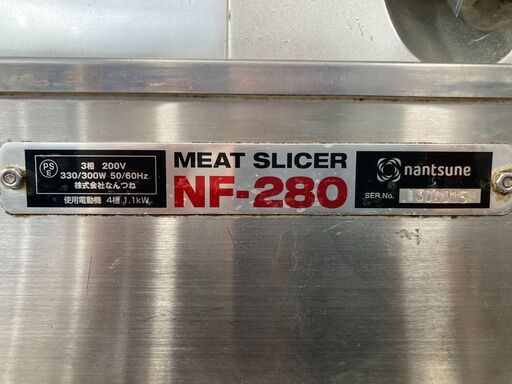 PS
E
3相 200V
330/300W 50/60Hz
株式会社なんつね
使用電動機 4極 1.1kW
MEAT SLICER
NF-280
nantsune
SER.No.